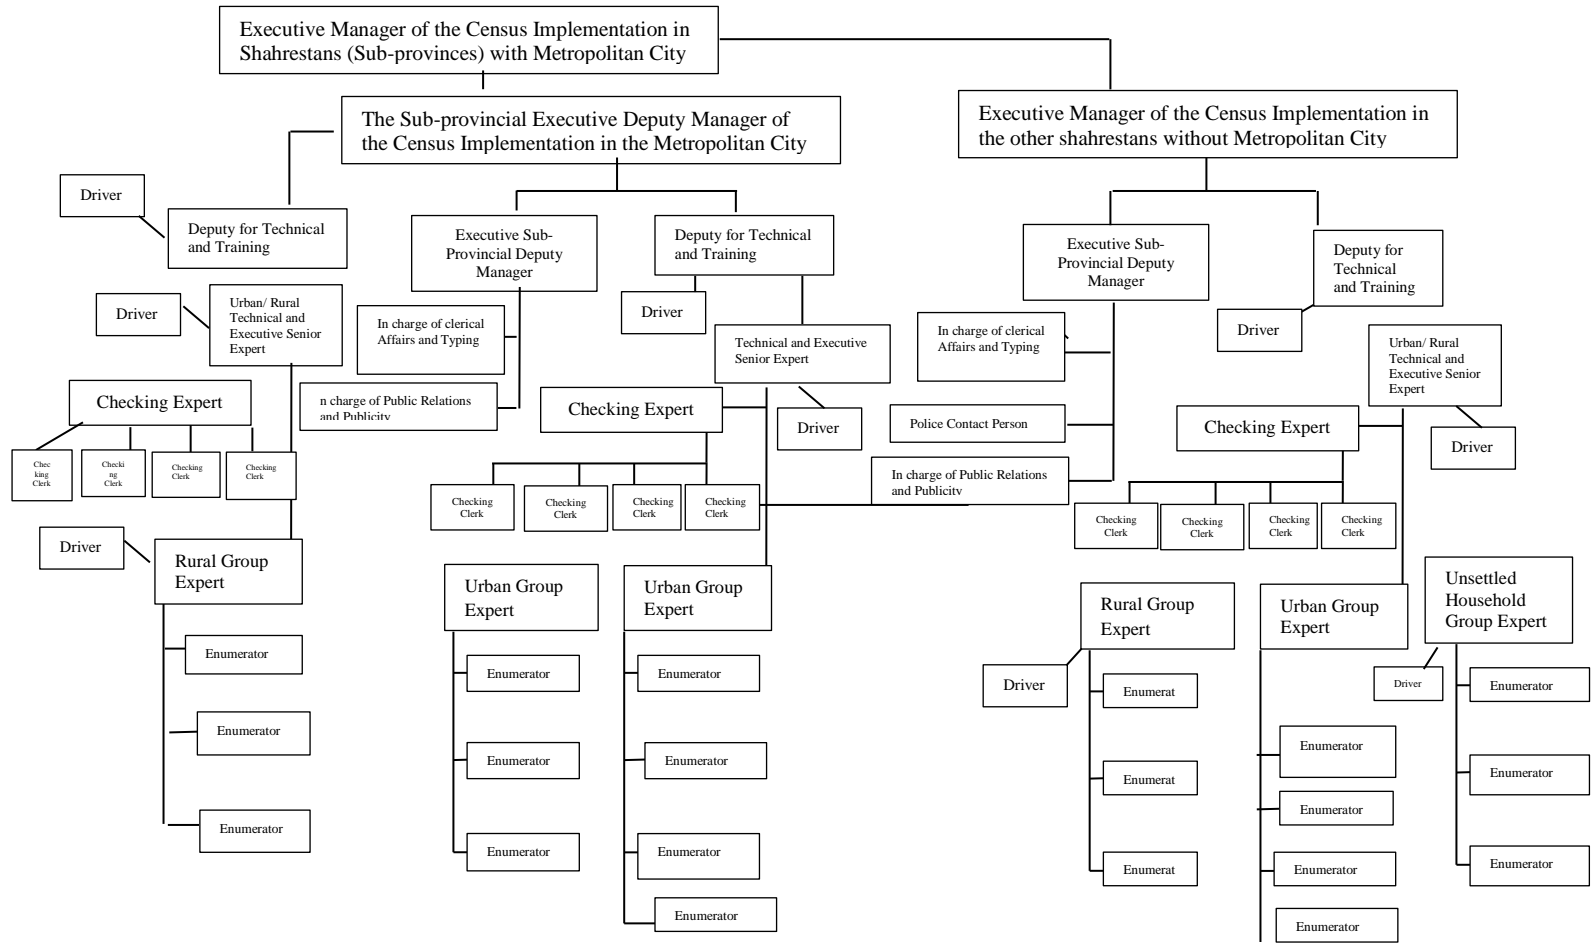 Executive Manager of the Census Implementation in
Shahrestans (Sub-provinces) with Metropolitan City
The Sub-provincial Executive Deputy Manager of
the Census Implementation in the Metropolitan City
Executive Manager of the Census Implementation in
the other shahrestans without Metropolitan City
Driver
Deputy for Technical
and Training
Executive Sub-
Provincial Deputy
Manager
Deputy for Technical
and Training
Executive Sub-
Provincial Deputy
Manager
Deputy for
Technical
and Training
Driver
Urban/ Rural
Technical and
Executive Senior
Expert
In charge of clerical
Affairs and Typing
Driver
Technical and Executive
Senior Expert
In charge of clerical
Affairs and Typing
Driver
Urban/ Rural
Technical and
Executive Senior
Expert
Checking Expert
n charge of Public Relations
and Publicity
Checking Expert
Driver
Police Contact Person
Checking Expert
Driver
Chec
king
Clerk
Checki
ng
Clerk
Checking
Clerk
Checking
Clerk
Checking
Clerk
Checking
Clerk
Checking
Clerk
Checking
Clerk
In charge of Public Relations
and Publicity
Checking
Clerk
Checking
Clerk
Checking
Clerk
Checking
Clerk
Driver
Rural Group
Expert
Urban Group
Expert
Urban Group
Expert
Rural Group
Expert
Urban Group
Expert
Unsettled
Household
Group Expert
Driver
Driver
Enumerator
Enumerator
Enumerator
Enumerator
Enumerator
Enumerator
Enumerator
Enumerator
Enumerator
Enumerator
Enumerat
Enumerat
Enumerat
Enumerator
Enumerator
Enumerator
Enumerator
Enumerator
Enumerator
Enumerator